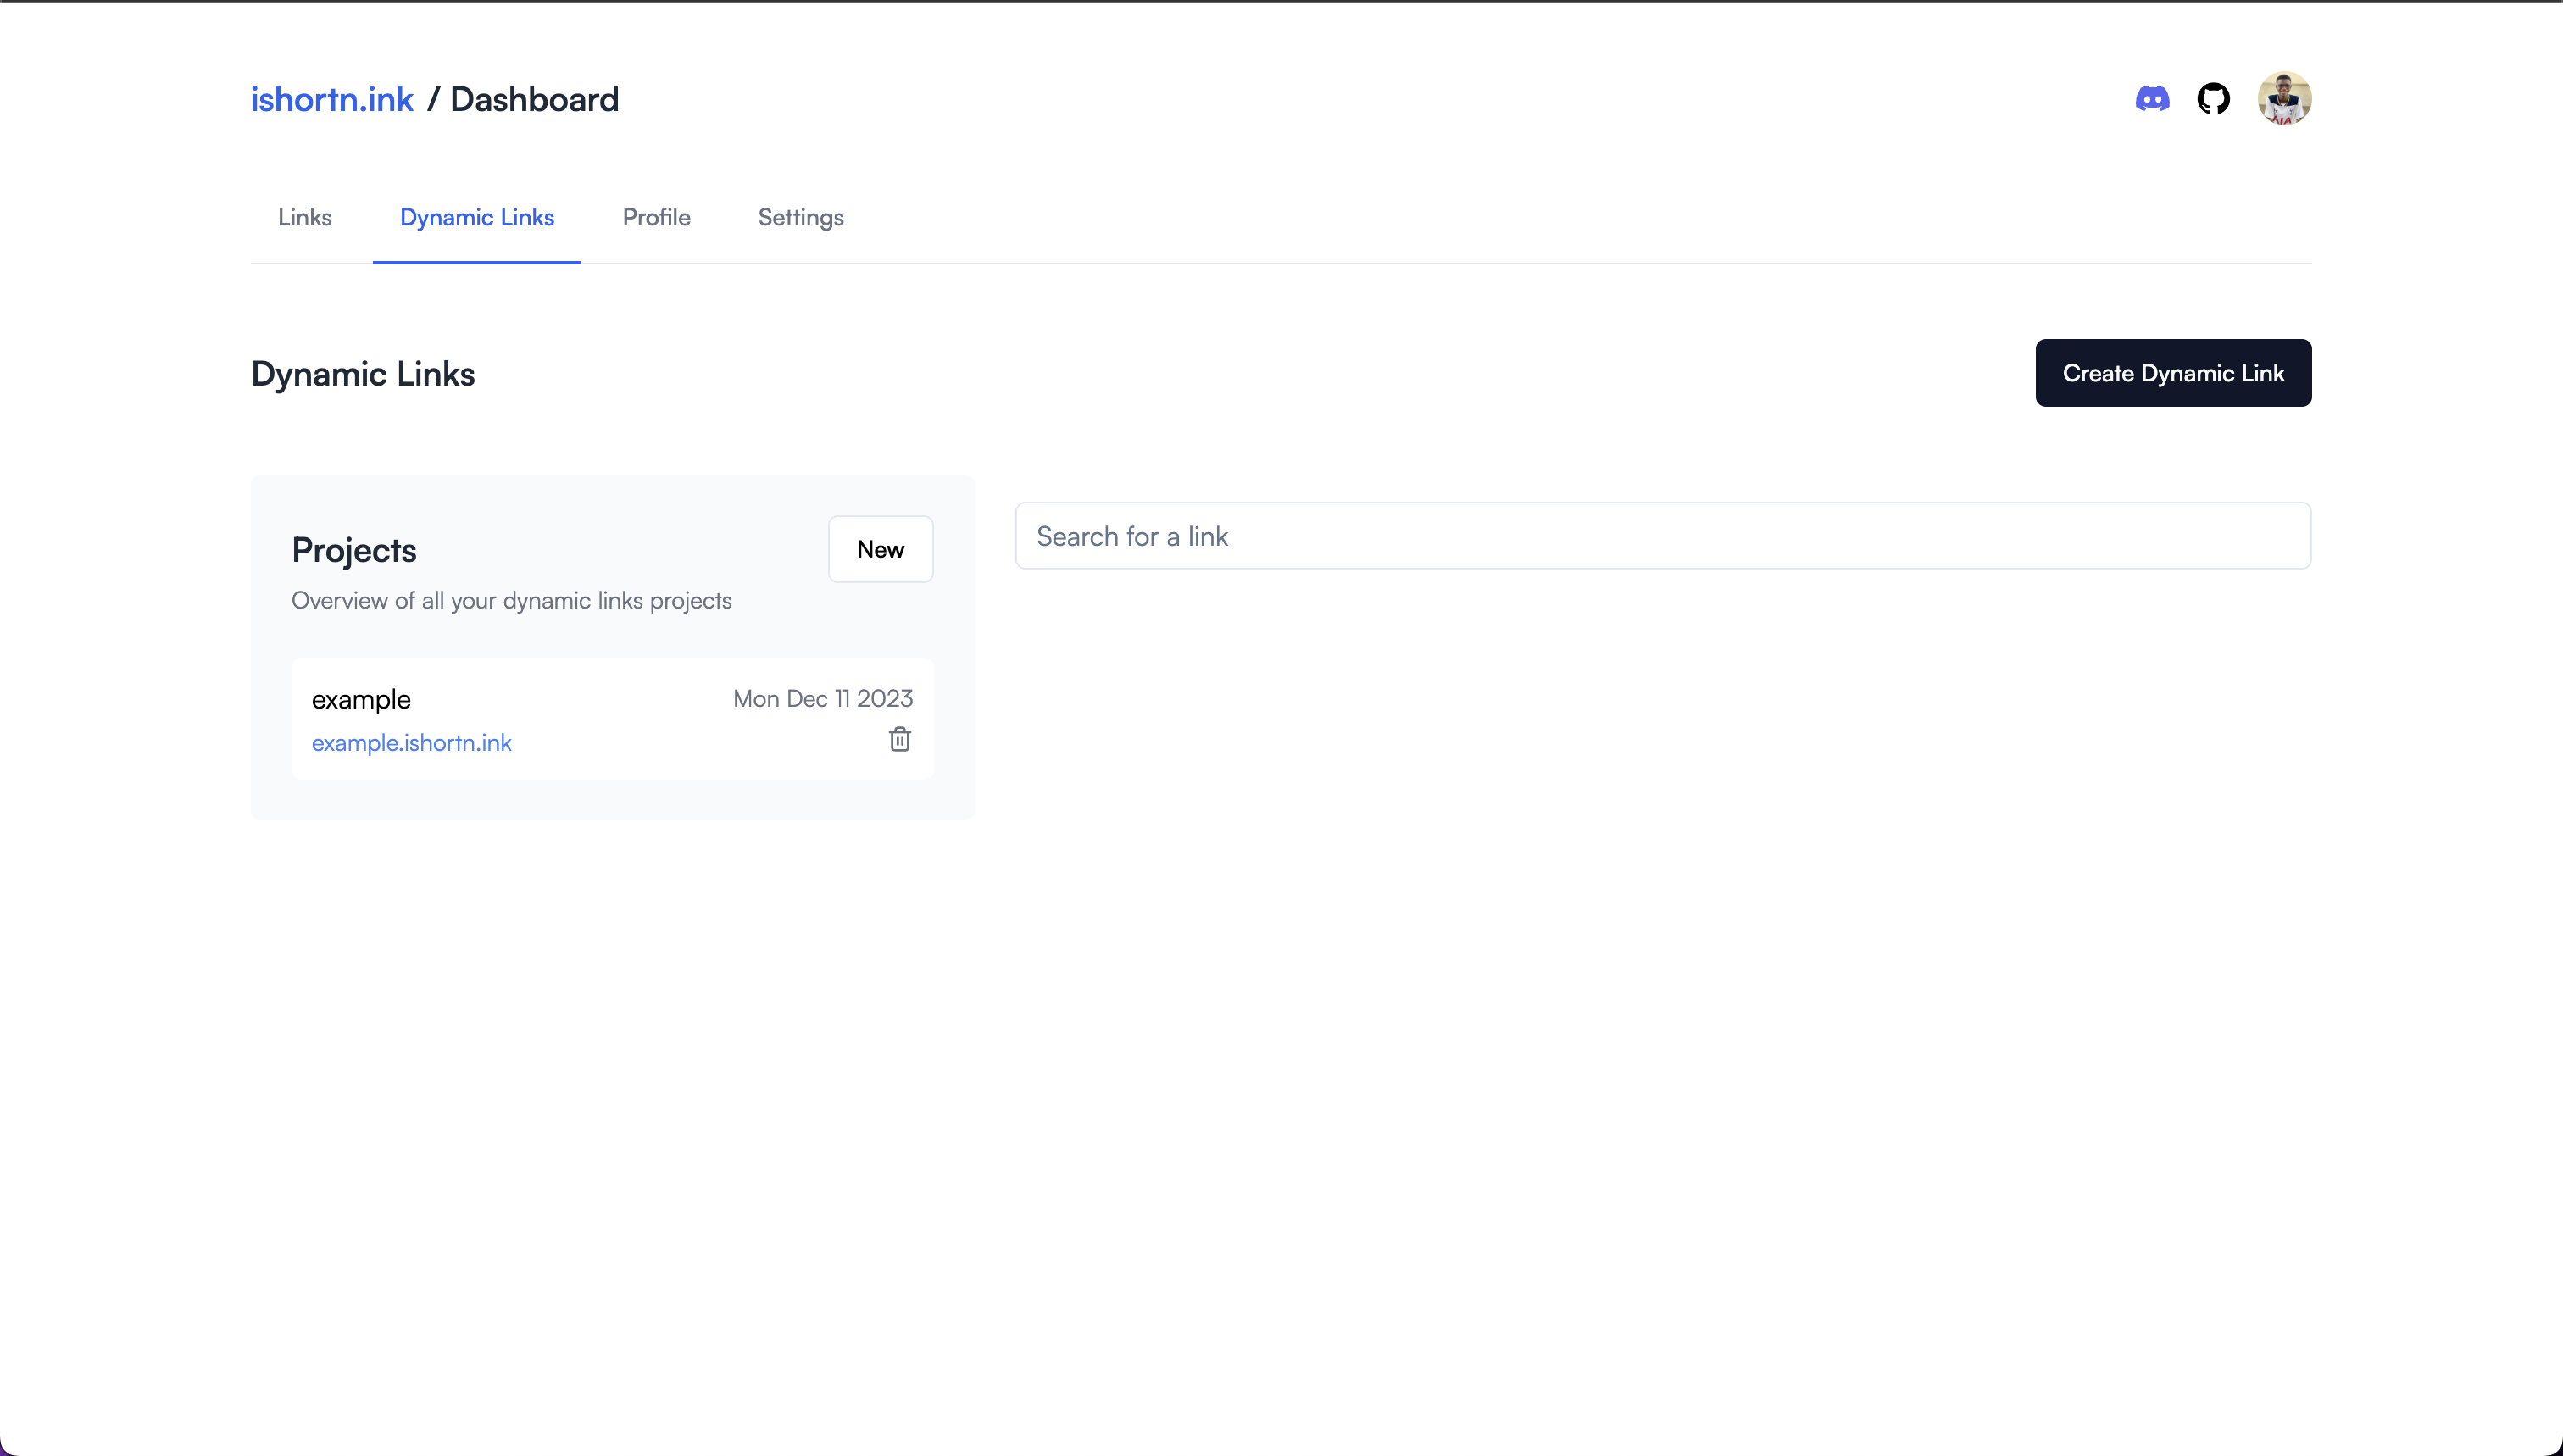 ishortn.ink / Dashboard
Links Dynamic Links Profile Settings
Dynamic Links
Create Dynamic Link
Projects
New
Overview of all your dynamic links projects
example
Mon Dec 11 2023
example.ishortn.ink
Search for a link